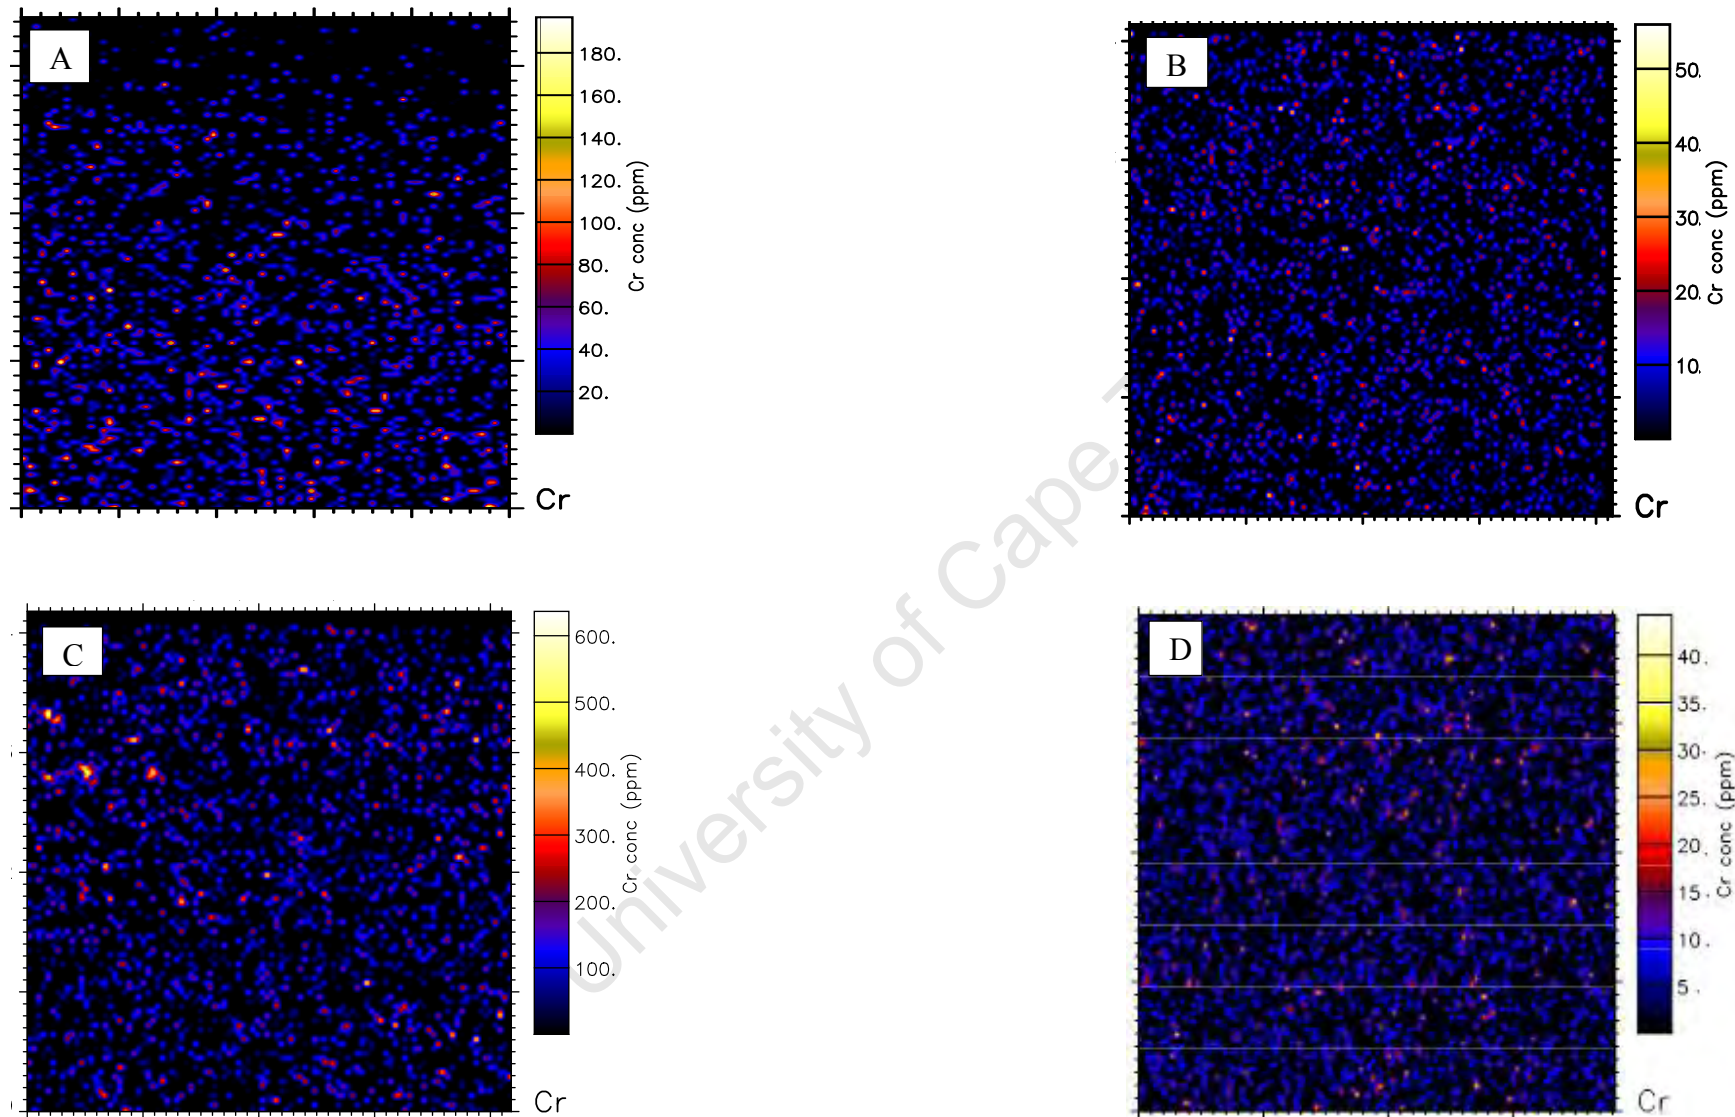 A
180.
160.
140.
120.
100.
80.
60.
40.
20.
Cr conc (ppm)
Cr
B
50.
40.
30.
20.
10.
Cr conc (ppm)
Cr
C
600.
500.
400.
300.
200.
100.
Cr conc (ppm)
Cr
D
40.
35.
30.
25.
20.
15.
10.
5.
Cr conc (ppm)
Cr
University of Cape